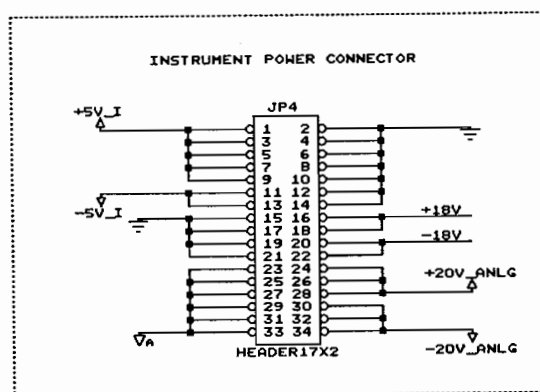 INSTRUMENT POWER CONNECTOR
JP4
+5V_I
1 2
3 4
5 6
7 8
9 10
11 12
13 14
-5V_I
15 16
+18V
17 18
19 20
-18V
21 22
23 24
25 26
+20V_ANLG
27 28
29 30
31 32
33 34
A
HEADER17X2
-20V_ANLG